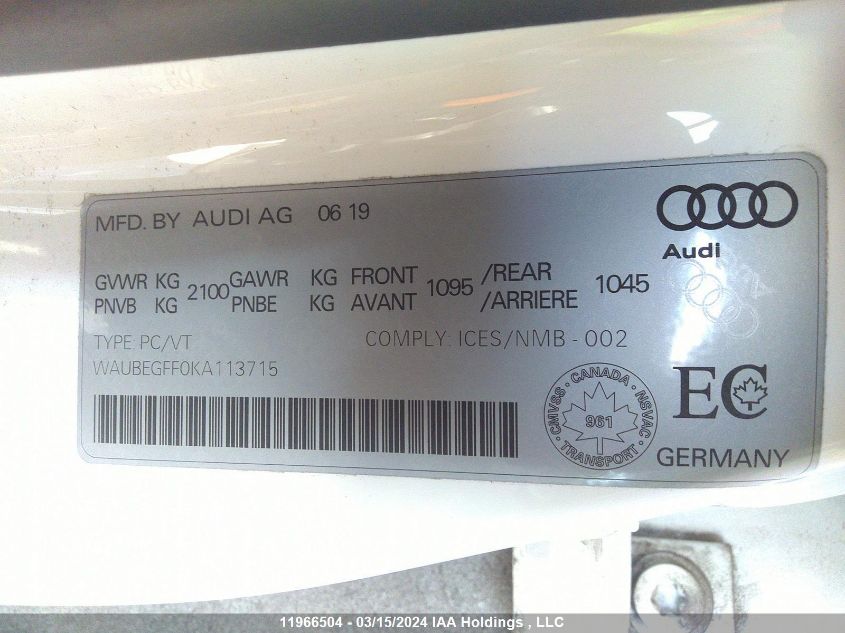 MFD. BY AUDI AG 06 19
Audi
GVWR KG 2100 GAWR KG FRONT 1095 /REAR 1045
PNVB KG PNBE KG AVANT /ARRIERE
TYPE: PC/VT COMPLY: ICES/NMB - 002
WAUBEGFF0KA113715
CMVSS · CANADA · NSVAC · TRANSPORT ·
961
EC
GERMANY
11966504 - 03/15/2024 IAA Holdings , LLC